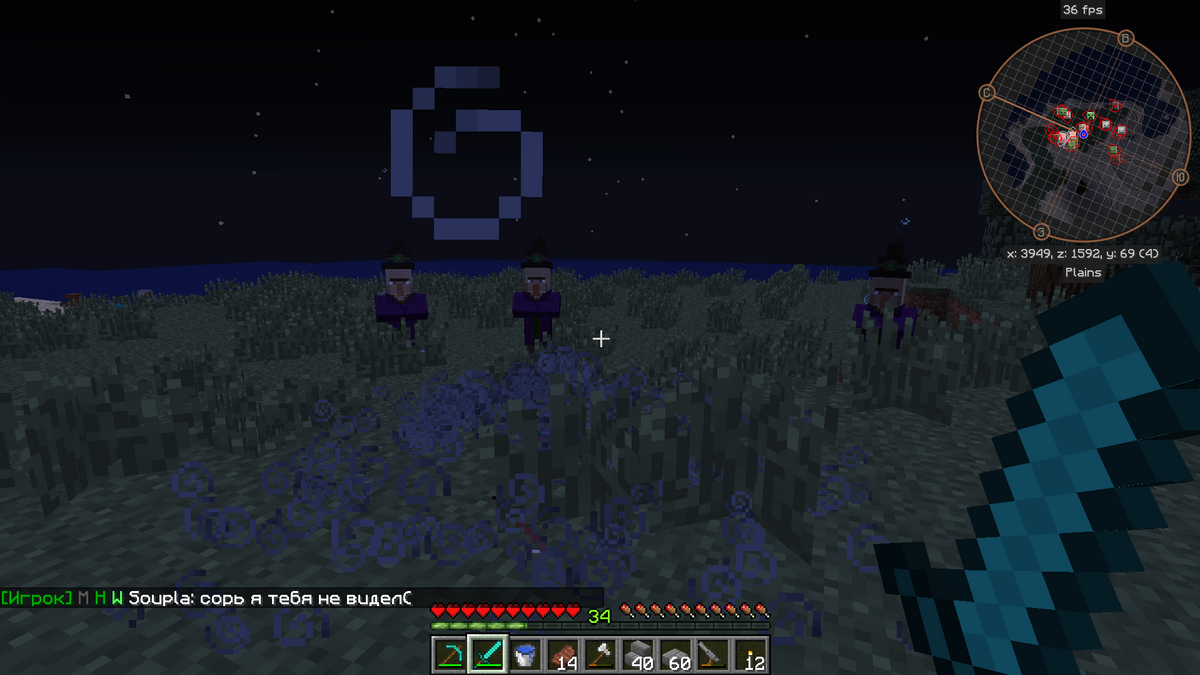 36 fps
В
С
Ю
З
x: 3949, z: 1592, y: 69 (4)
Plains
[Игрок] М Н W Soupla: сорь я тебя не видел(
34
14 40 60 12